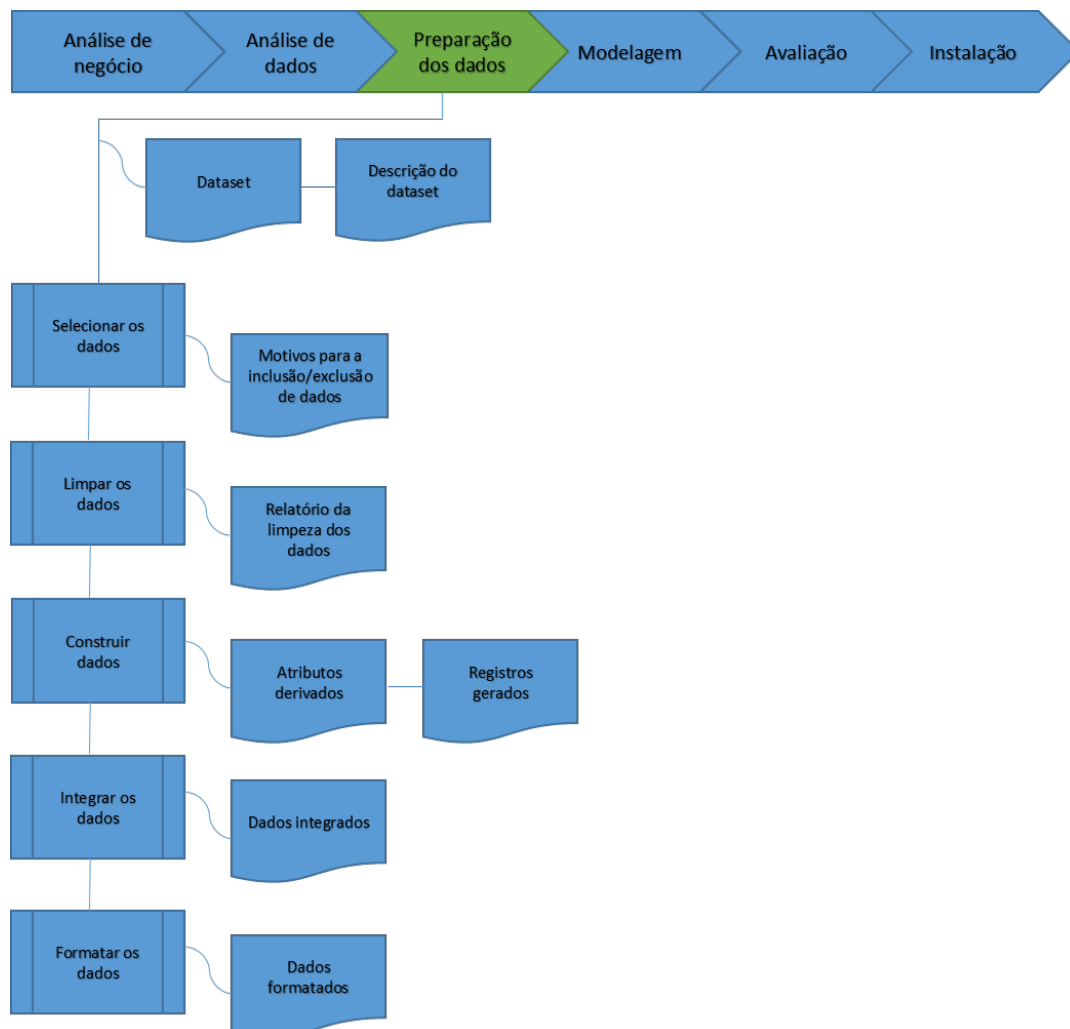 Análise de
negócio
Análise de
dados
Preparação
dos dados
Modelagem
Avaliação
Instalação
Dataset
Descrição do
dataset
Selecionar os
dados
Motivos para a
inclusão/exclusão
de dados
Limpar os
dados
Relatório da
limpeza dos
dados
Construir
dados
Atributos
derivados
Registros
gerados
Integrar os
dados
Dados integrados
Formatar os
dados
Dados
formatados